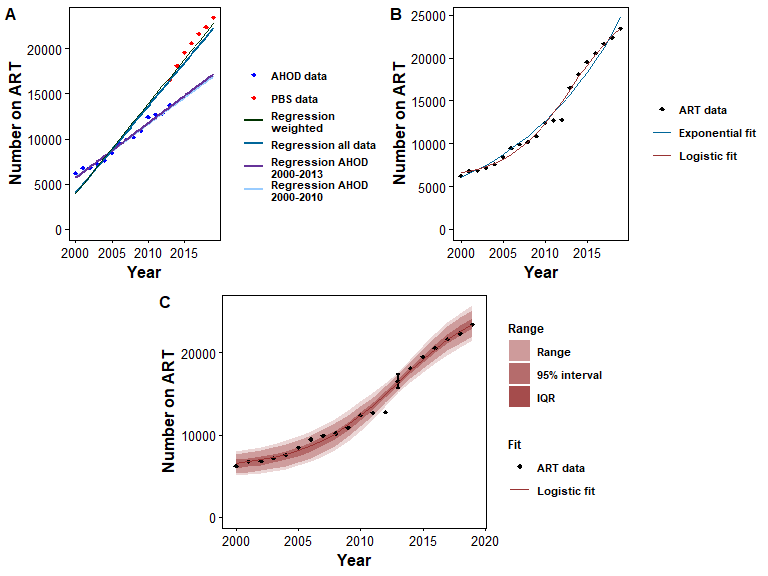 A
Number on ART
20000
15000
10000
5000
0
2000 2005 2010 2015
Year
AHOD data
PBS data
Regression
weighted
Regression all data
Regression AHOD
2000-2013
Regression AHOD
2000-2010
B
Number on ART
25000
20000
15000
10000
5000
0
2000 2005 2010 2015
Year
ART data
Exponential fit
Logistic fit
C
Number on ART
20000
10000
0
2000 2005 2010 2015 2020
Year
Range
Range
95% interval
IQR
Fit
ART data
Logistic fit